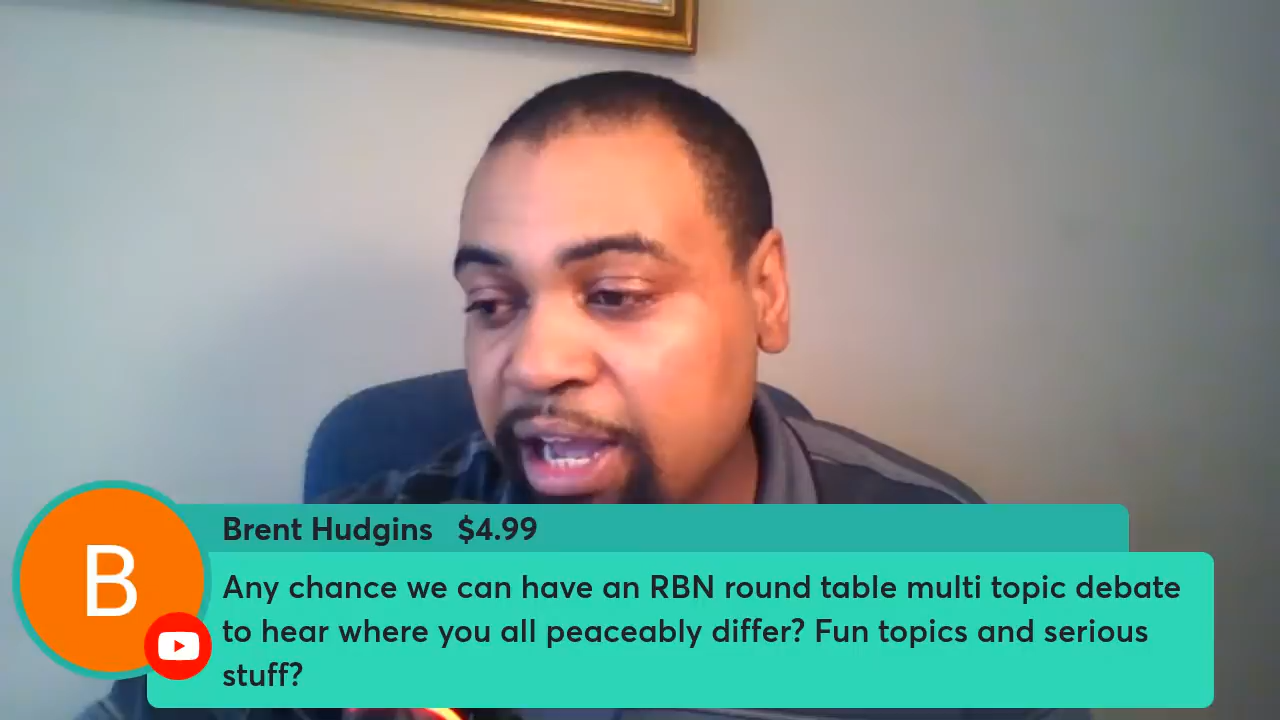 Brent Hudgins $4.99
B
Any chance we can have an RBN round table multi topic debate
to hear where you all peaceably differ? Fun topics and serious
stuff?